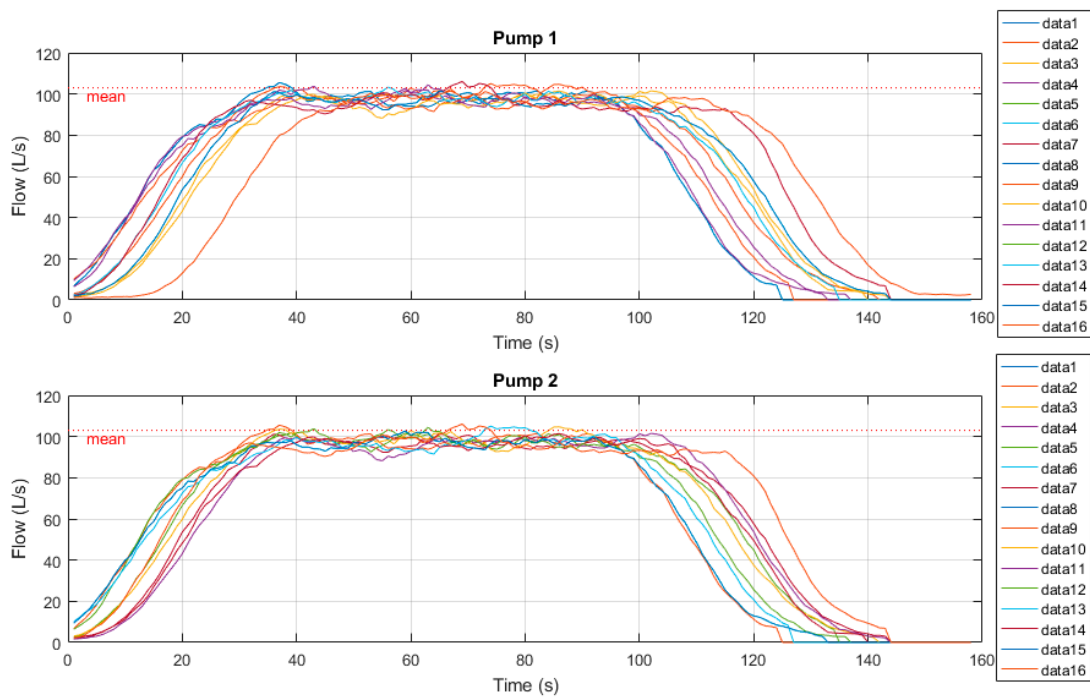 Pump 1
120
100
80
60
40
20
0
mean
Flow (L/s)
0 20 40 60 80 100 120 140 160
Time (s)
data1
data2
data3
data4
data5
data6
data7
data8
data9
data10
data11
data12
data13
data14
data15
data16
Pump 2
120
100
80
60
40
20
0
mean
Flow (L/s)
0 20 40 60 80 100 120 140 160
Time (s)
data1
data2
data3
data4
data5
data6
data7
data8
data9
data10
data11
data12
data13
data14
data15
data16